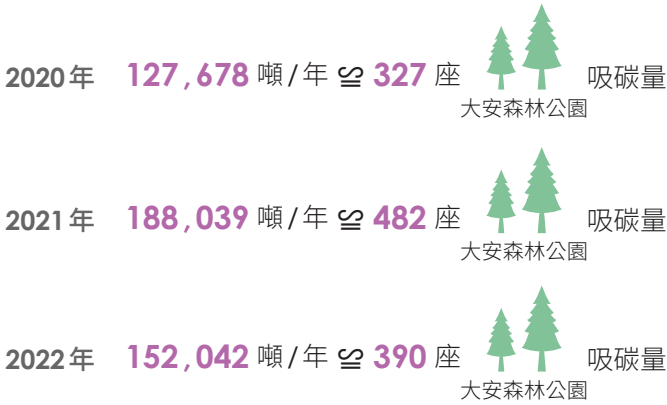 2020年 127,678 噸/年 ≌ 327 座 吸碳量
大安森林公園
2021年 188,039 噸/年 ≌ 482 座 吸碳量
大安森林公園
2022年 152,042 噸/年 ≌ 390 座 吸碳量
大安森林公園